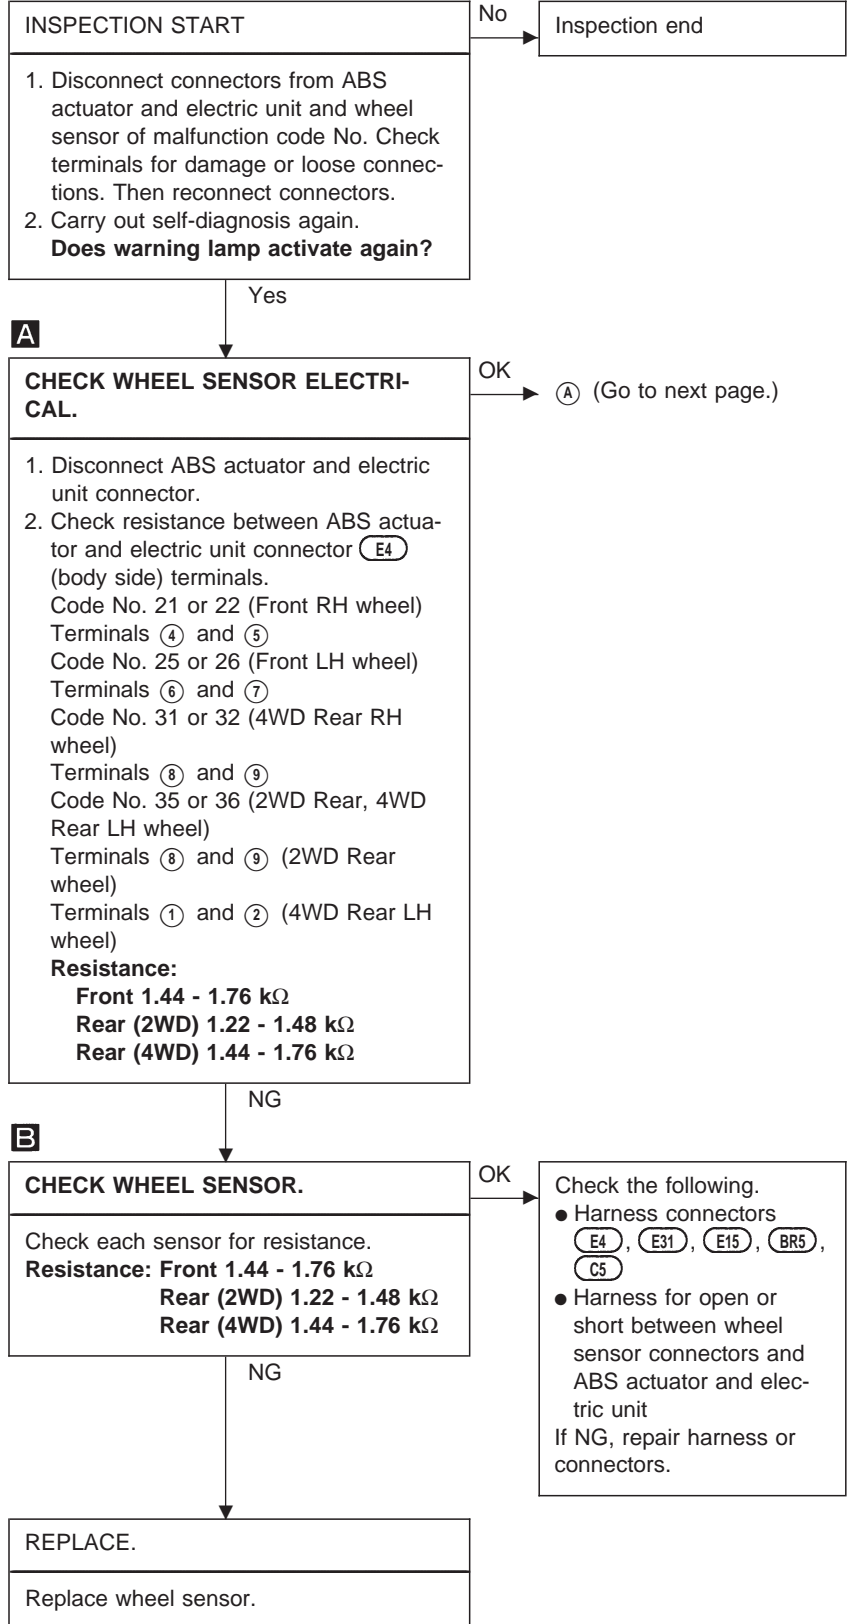 INSPECTION START
No
Inspection end
1. Disconnect connectors from ABS
actuator and electric unit and wheel
sensor of malfunction code No. Check
terminals for damage or loose connec-
tions. Then reconnect connectors.
2. Carry out self-diagnosis again.
Does warning lamp activate again?
Yes
A
CHECK WHEEL SENSOR ELECTRI-
CAL.
OK
A (Go to next page.)
1. Disconnect ABS actuator and electric
unit connector.
2. Check resistance between ABS actua-
tor and electric unit connector E4
(body side) terminals.
Code No. 21 or 22 (Front RH wheel)
Terminals 4 and 5
Code No. 25 or 26 (Front LH wheel)
Terminals 6 and 7
Code No. 31 or 32 (4WD Rear RH
wheel)
Terminals 8 and 9
Code No. 35 or 36 (2WD Rear, 4WD
Rear LH wheel)
Terminals 8 and 9 (2WD Rear
wheel)
Terminals 1 and 2 (4WD Rear LH
wheel)
Resistance:
Front 1.44 - 1.76 kΩ
Rear (2WD) 1.22 - 1.48 kΩ
Rear (4WD) 1.44 - 1.76 kΩ
NG
B
CHECK WHEEL SENSOR.
OK
Check each sensor for resistance.
Resistance: Front 1.44 - 1.76 kΩ
Rear (2WD) 1.22 - 1.48 kΩ
Rear (4WD) 1.44 - 1.76 kΩ
Check the following.
● Harness connectors
E4, E31, E15, BR5,
C5
● Harness for open or
short between wheel
sensor connectors and
ABS actuator and elec-
tric unit
If NG, repair harness or
connectors.
NG
REPLACE.
Replace wheel sensor.